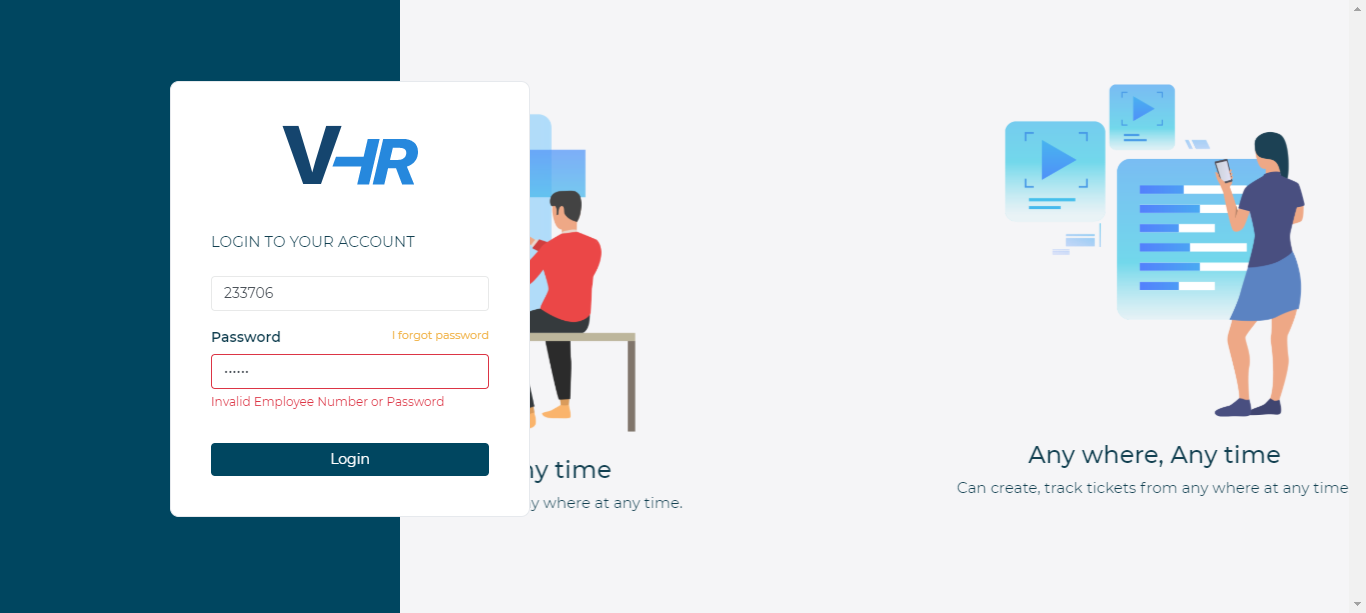 VHR
LOGIN TO YOUR ACCOUNT
233706
Password
I forgot password
······
Invalid Employee Number or Password
Login
ny time
y where at any time.
Any where, Any time
Can create, track tickets from any where at any time